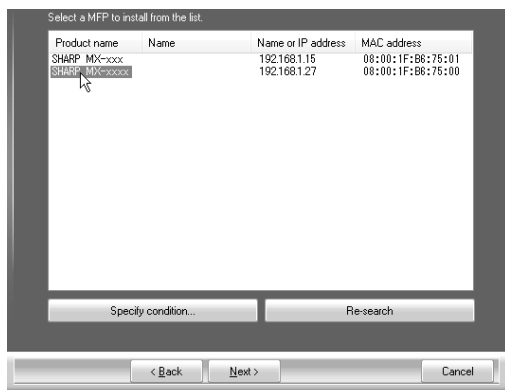 Select a MFP to install from the list.
Product name Name Name or IP address MAC address
SHARP MX-xxx 192.168.1.15 08:00:1F:B6:75:01
SHARP MX-xxxx 192.168.1.27 08:00:1F:B6:75:00
Specify condition... Re-search
< Back Next > Cancel